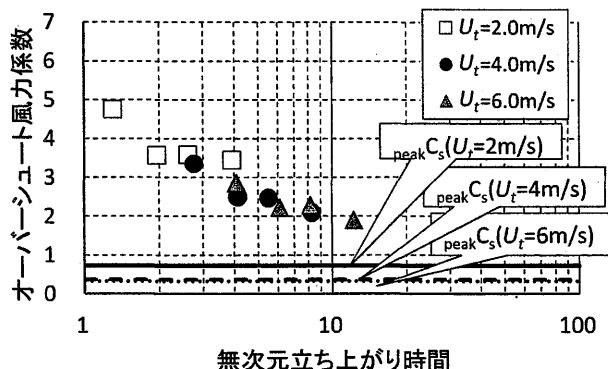 7
6
5
4
3
2
1
0
オーバーシュート風力係数
□ Ut=2.0m/s
● Ut=4.0m/s
▲ Ut=6.0m/s
peakCs(Ut=2m/s)
peakCs(Ut=4m/s)
peakCs(Ut=6m/s)
1 10 100
無次元立ち上がり時間